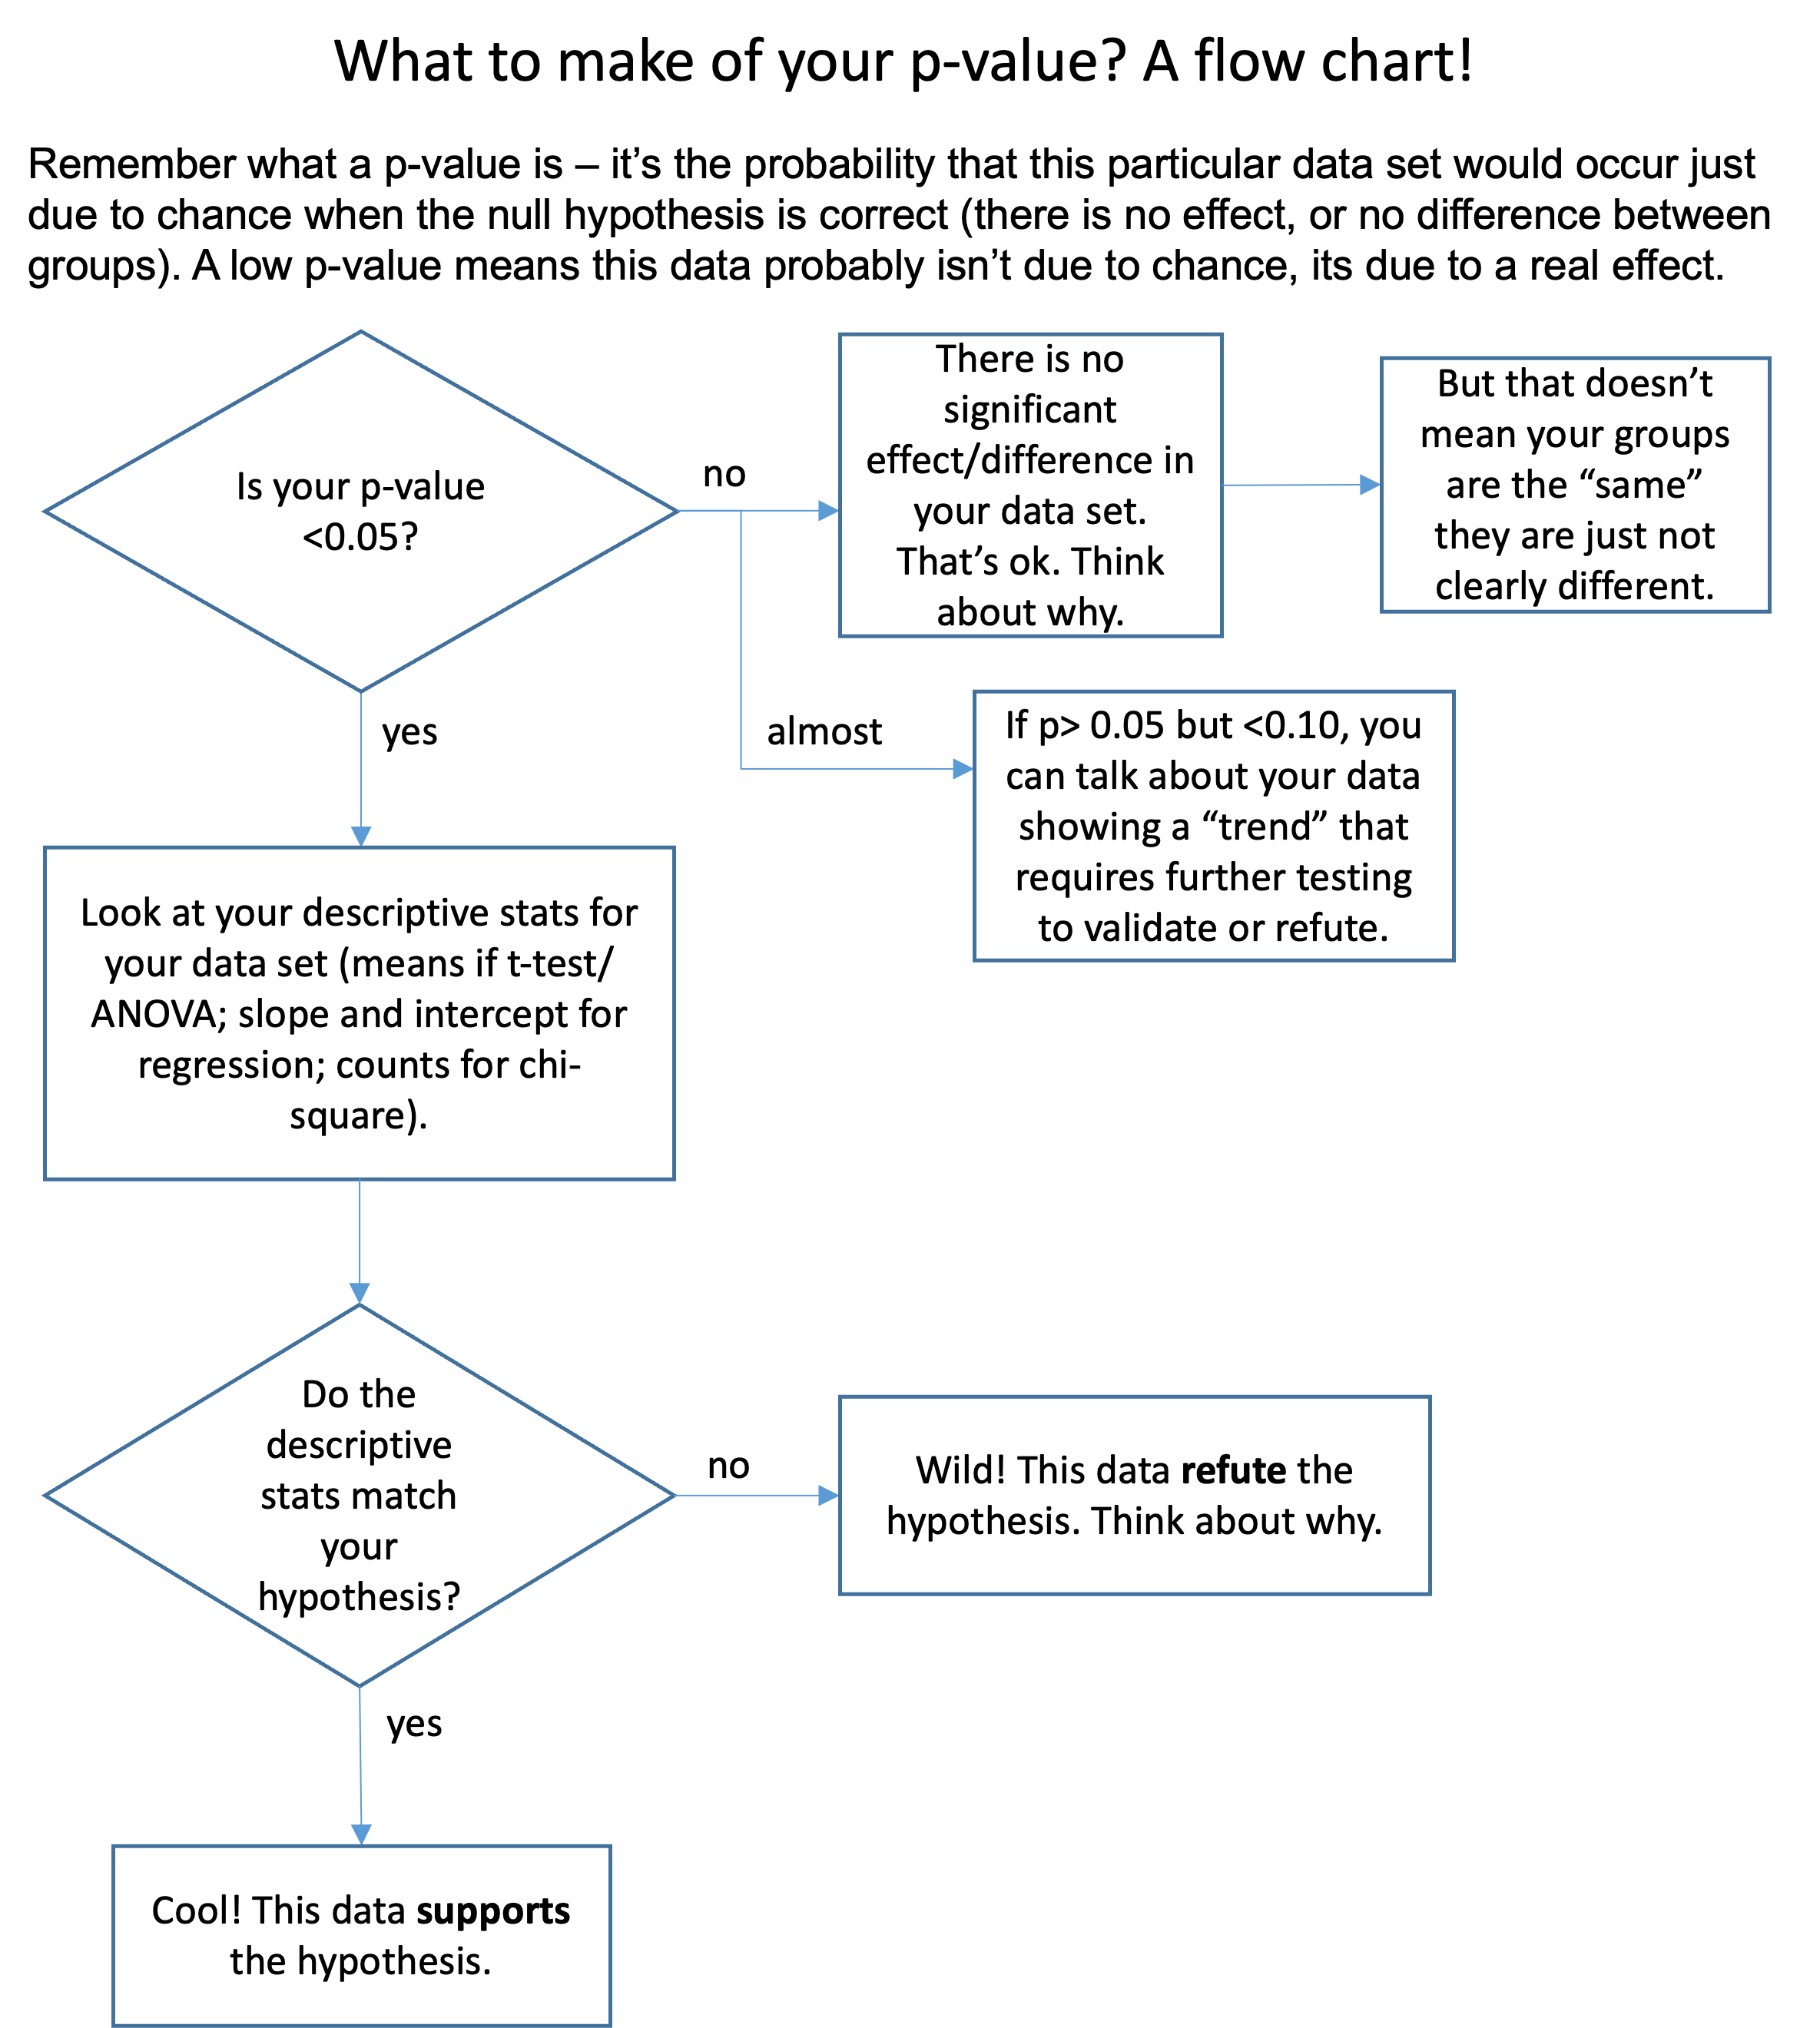 What to make of your p-value? A flow chart!
Remember what a p-value is – it's the probability that this particular data set would occur just
due to chance when the null hypothesis is correct (there is no effect, or no difference between
groups). A low p-value means this data probably isn't due to chance, its due to a real effect.
Is your p-value
<0.05?
no
There is no
significant
effect/difference in
your data set.
That's ok. Think
about why.
But that doesn't
mean your groups
are the “same”
they are just not
clearly different.
almost
If p> 0.05 but <0.10, you
can talk about your data
showing a “trend” that
requires further testing
to validate or refute.
yes
Look at your descriptive stats for
your data set (means if t-test/
ANOVA; slope and intercept for
regression; counts for chi-
square).
Do the
descriptive
stats match
your
hypothesis?
no
Wild! This data refute the
hypothesis. Think about why.
yes
Cool! This data supports
the hypothesis.